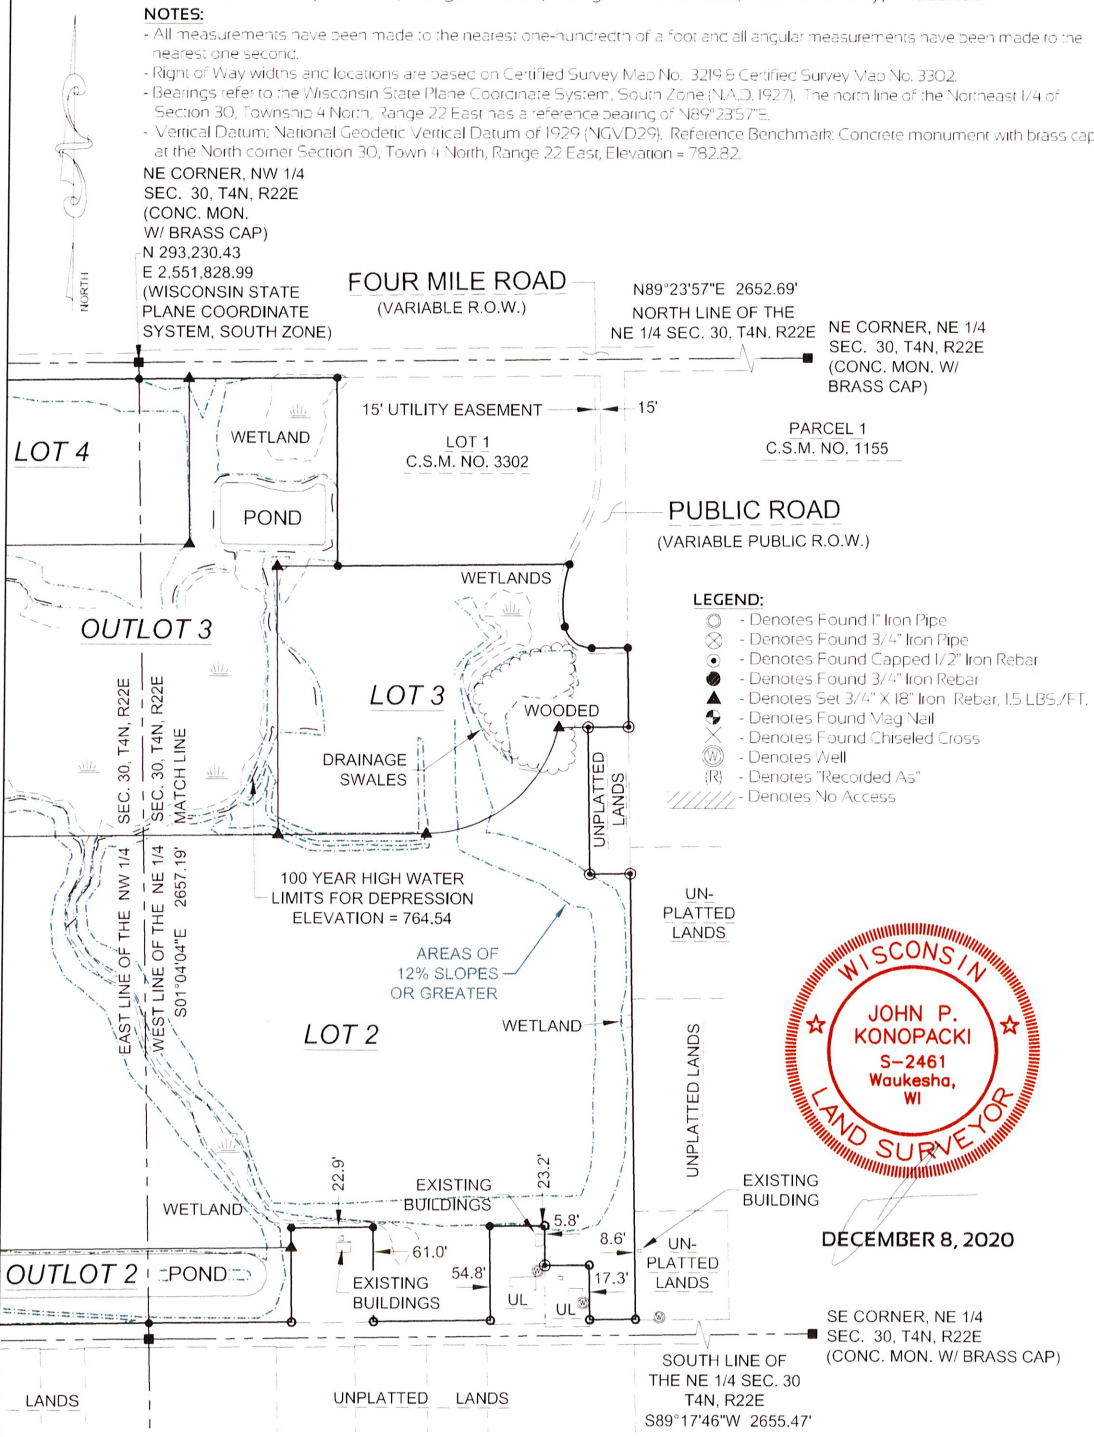 NOTES:
- All measurements have been made to the nearest one-hundredth of a foot and all angular measurements have been made to the
nearest one second.
- Right of Way widths and locations are based on Certified Survey Map No. 3219 & Certified Survey Map No. 3302.
- Bearings refer to the Wisconsin State Plane Coordinate System, South Zone (N.A.D. 1927). The north line of the Northeast 1/4 of
Section 30, Township 4 North, Range 22 East has a reference bearing of N89°23'57"E.
- Vertical Datum: National Geodetic Vertical Datum of 1929 (NGVD29). Reference Benchmark: Concrete monument with brass cap
at the North corner Section 30, Town 4 North, Range 22 East, Elevation = 782.82.
NORTH
NE CORNER, NW 1/4
SEC. 30, T4N, R22E
(CONC. MON.
W/ BRASS CAP)
N 293,230.43
E 2,551,828.99
(WISCONSIN STATE
PLANE COORDINATE
SYSTEM, SOUTH ZONE)
FOUR MILE ROAD
(VARIABLE R.O.W.)
N89°23'57"E 2652.69'
NORTH LINE OF THE
NE 1/4 SEC. 30, T4N, R22E
NE CORNER, NE 1/4
SEC. 30, T4N, R22E
(CONC. MON. W/
BRASS CAP)
15' UTILITY EASEMENT
15'
LOT 1
C.S.M. NO. 3302
PARCEL 1
C.S.M. NO. 1155
LOT 4
WETLAND
POND
PUBLIC ROAD
(VARIABLE PUBLIC R.O.W.)
WETLANDS
OUTLOT 3
LOT 3
WOODED
DRAINAGE
SWALES
LEGEND:
- Denotes Found 1" Iron Pipe
- Denotes Found 3/4" Iron Pipe
- Denotes Found Capped 1/2" Iron Rebar
- Denotes Found 3/4" Iron Rebar
- Denotes Set 3/4" X 18" Iron Rebar, 1.5 LBS./FT.
- Denotes Found Mag Nail
- Denotes Found Chiseled Cross
(W) - Denotes Well
(R) - Denotes "Recorded As"
- Denotes No Access
SEC. 30, T4N, R22E
SEC. 30, T4N, R22E
MATCH LINE
UNPLATTED
LANDS
EAST LINE OF THE NW 1/4
WEST LINE OF THE NE 1/4
S01°04'04"E 2657.19'
100 YEAR HIGH WATER
LIMITS FOR DEPRESSION
ELEVATION = 764.54
AREAS OF
12% SLOPES
OR GREATER
UN-
PLATTED
LANDS
WETLAND
LOT 2
UNPLATTED LANDS
WISCONSIN
JOHN P.
KONOPACKI
S-2461
Waukesha,
WI
LAND SURVEYOR
DECEMBER 8, 2020
WETLAND
22.9'
EXISTING
BUILDINGS
23.2'
5.8'
EXISTING
BUILDING
8.6'
UN-
PLATTED
LANDS
61.0'
EXISTING
BUILDINGS
54.8'
UL
UL
17.3'
W
W
W
OUTLOT 2
POND
SE CORNER, NE 1/4
SEC. 30, T4N, R22E
(CONC. MON. W/ BRASS CAP)
SOUTH LINE OF
THE NE 1/4 SEC. 30
T4N, R22E
S89°17'46"W 2655.47'
LANDS
UNPLATTED LANDS